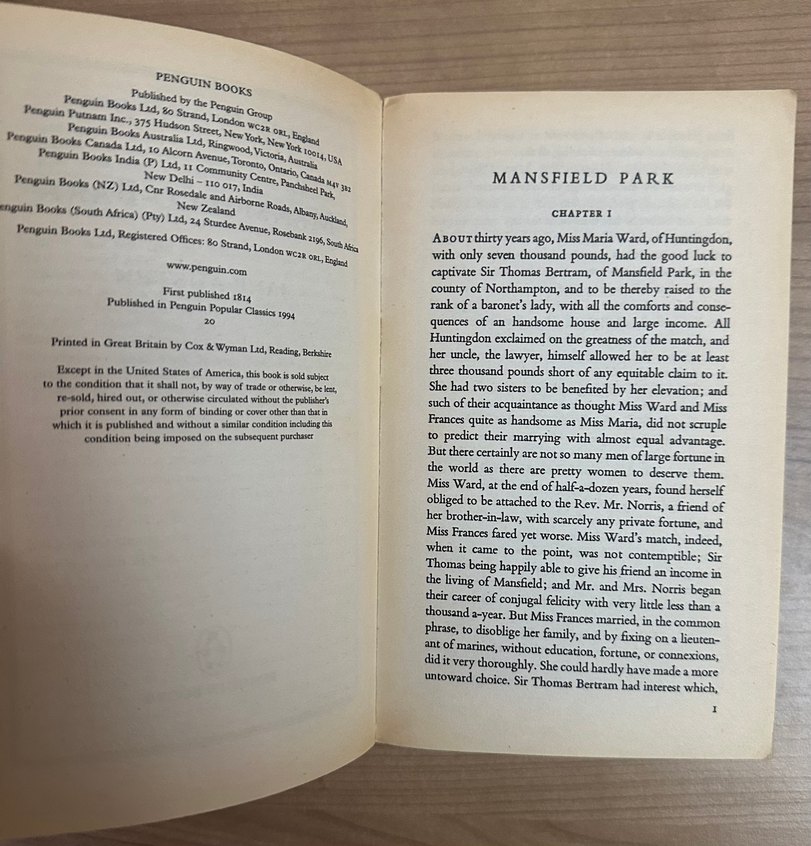 PENGUIN BOOKS
Published by the Penguin Group
Penguin Books Ltd, 80 Strand, London WC2R 0RL, England
Penguin Putnam Inc., 375 Hudson Street, New York, New York 10014, USA
Penguin Books Australia Ltd, Ringwood, Victoria, Australia
Penguin Books Canada Ltd, 10 Alcorn Avenue, Toronto, Ontario, Canada M4V 3B2
Penguin Books India (P) Ltd, 11 Community Centre, Panchsheel Park,
New Delhi – 110 017, India
Penguin Books (NZ) Ltd, Cnr Rosedale and Airborne Roads, Albany, Auckland,
New Zealand
enguin Books (South Africa) (Pty) Ltd, 24 Sturdee Avenue, Rosebank 2196, South Africa
Penguin Books Ltd, Registered Offices: 80 Strand, London WC2R 0RL, England
www.penguin.com
First published 1814
Published in Penguin Popular Classics 1994
20
Printed in Great Britain by Cox & Wyman Ltd, Reading, Berkshire
Except in the United States of America, this book is sold subject
to the condition that it shall not, by way of trade or otherwise, be lent,
re-sold, hired out, or otherwise circulated without the publisher's
prior consent in any form of binding or cover other than that in
which it is published and without a similar condition including this
condition being imposed on the subsequent purchaser
MANSFIELD PARK
CHAPTER I
ABOUT thirty years ago, Miss Maria Ward, of Huntingdon,
with only seven thousand pounds, had the good luck to
captivate Sir Thomas Bertram, of Mansfield Park, in the
county of Northampton, and to be thereby raised to the
rank of a baronet's lady, with all the comforts and conse-
quences of an handsome house and large income. All
Huntingdon exclaimed on the greatness of the match, and
her uncle, the lawyer, himself allowed her to be at least
three thousand pounds short of any equitable claim to it.
She had two sisters to be benefited by her elevation; and
such of their acquaintance as thought Miss Ward and Miss
Frances quite as handsome as Miss Maria, did not scruple
to predict their marrying with almost equal advantage.
But there certainly are not so many men of large fortune in
the world as there are pretty women to deserve them.
Miss Ward, at the end of half-a-dozen years, found herself
obliged to be attached to the Rev. Mr. Norris, a friend of
her brother-in-law, with scarcely any private fortune, and
Miss Frances fared yet worse. Miss Ward's match, indeed,
when it came to the point, was not contemptible; Sir
Thomas being happily able to give his friend an income in
the living of Mansfield; and Mr. and Mrs. Norris began
their career of conjugal felicity with very little less than a
thousand a-year. But Miss Frances married, in the common
phrase, to disoblige her family, and by fixing on a lieuten-
ant of marines, without education, fortune, or connexions,
did it very thoroughly. She could hardly have made a more
untoward choice. Sir Thomas Bertram had interest which,
1